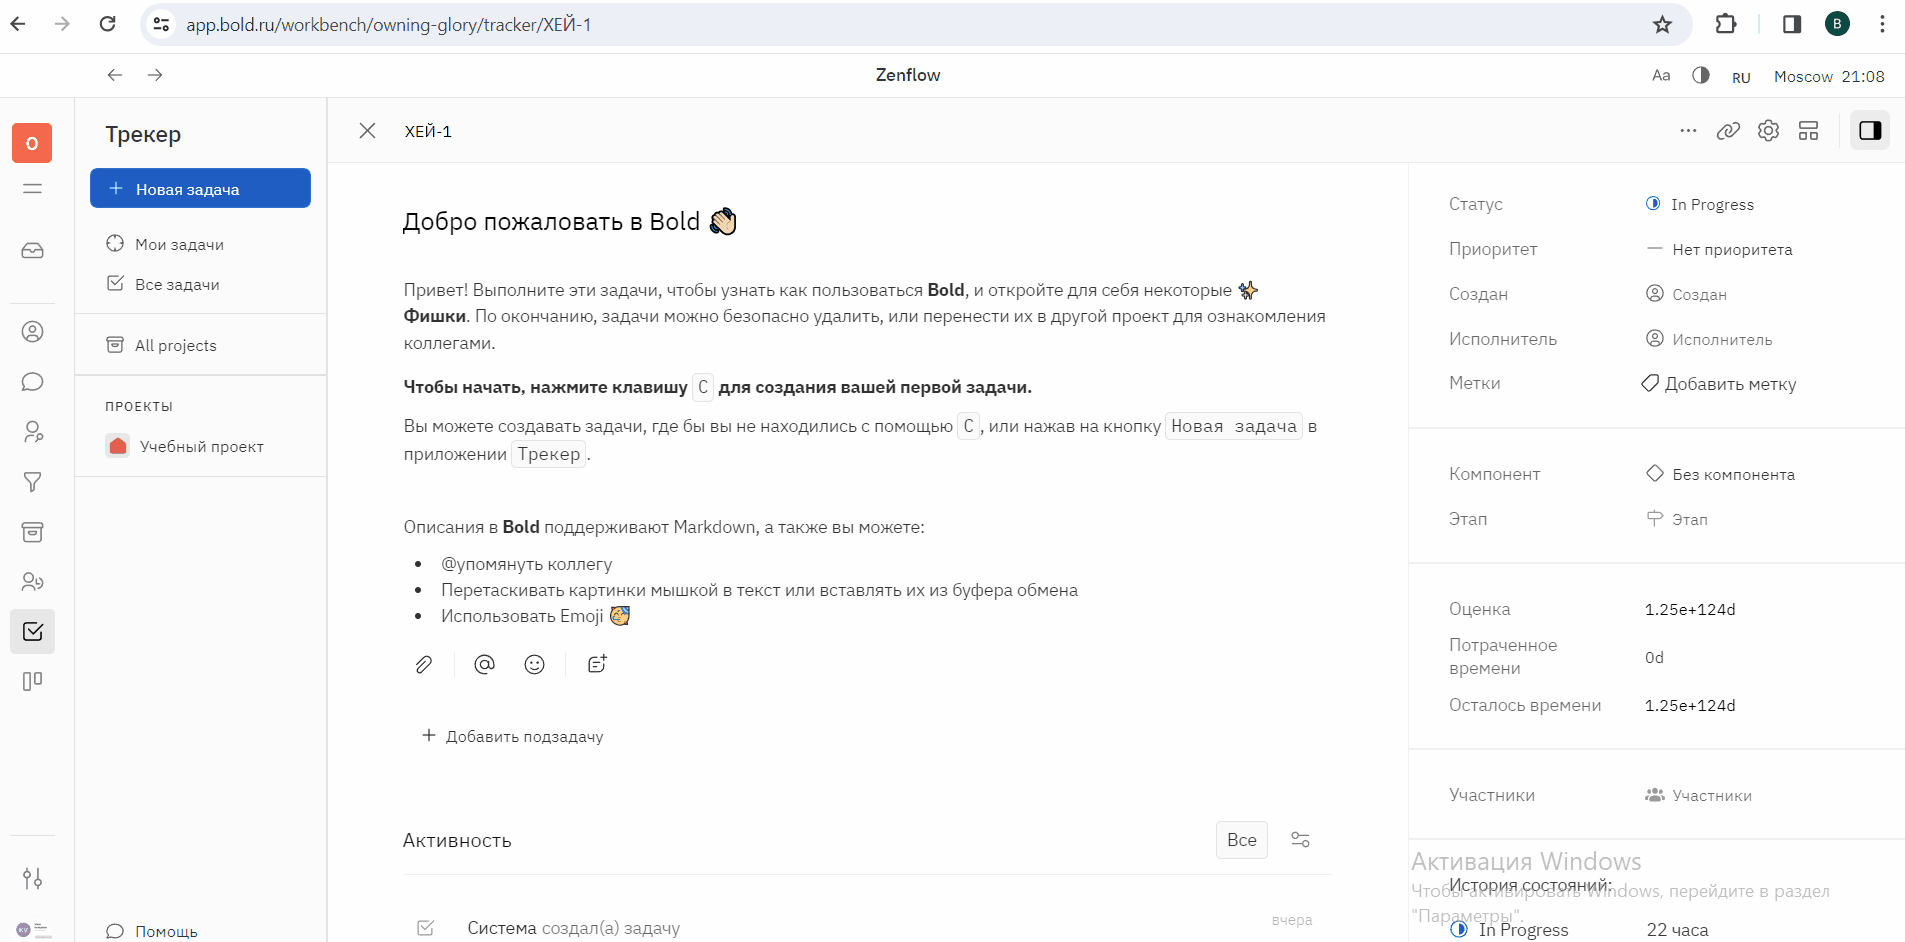 app.bold.ru/workbench/owning-glory/tracker/ХЕЙ-1
B
Zenflow
Aa
RU
Moscow 21:08
O
Трекер
+ Новая задача
Мои задачи
Все задачи
All projects
ПРОЕКТЫ
Учебный проект
Помощь
ХЕЙ-1
Добро пожаловать в Bold 👋🏻
Привет! Выполните эти задачи, чтобы узнать как пользоваться Bold, и откройте для себя некоторые ✨
Фишки. По окончанию, задачи можно безопасно удалить, или перенести их в другой проект для ознакомления
коллегами.
Чтобы начать, нажмите клавишу C для создания вашей первой задачи.
Вы можете создавать задачи, где бы вы не находились с помощью C, или нажав на кнопку Новая задача в
приложении Трекер.
Описания в Bold поддерживают Markdown, а также вы можете:
• @упомянуть коллегу
• Перетаскивать картинки мышкой в текст или вставлять их из буфера обмена
• Использовать Emoji 🥳
+ Добавить подзадачу
Активность
Все
Система создал(а) задачу
вчера
Статус
In Progress
Приоритет
Нет приоритета
Создан
Создан
Исполнитель
Исполнитель
Метки
Добавить метку
Компонент
Без компонента
Этап
Этап
Оценка
1.25e+124d
Потраченное
времени
0d
Осталось времени
1.25e+124d
Участники
Участники
Активация Windows
История состояний:
Чтобы активировать Windows, перейдите в раздел
"Параметры".
In Progress
22 часа